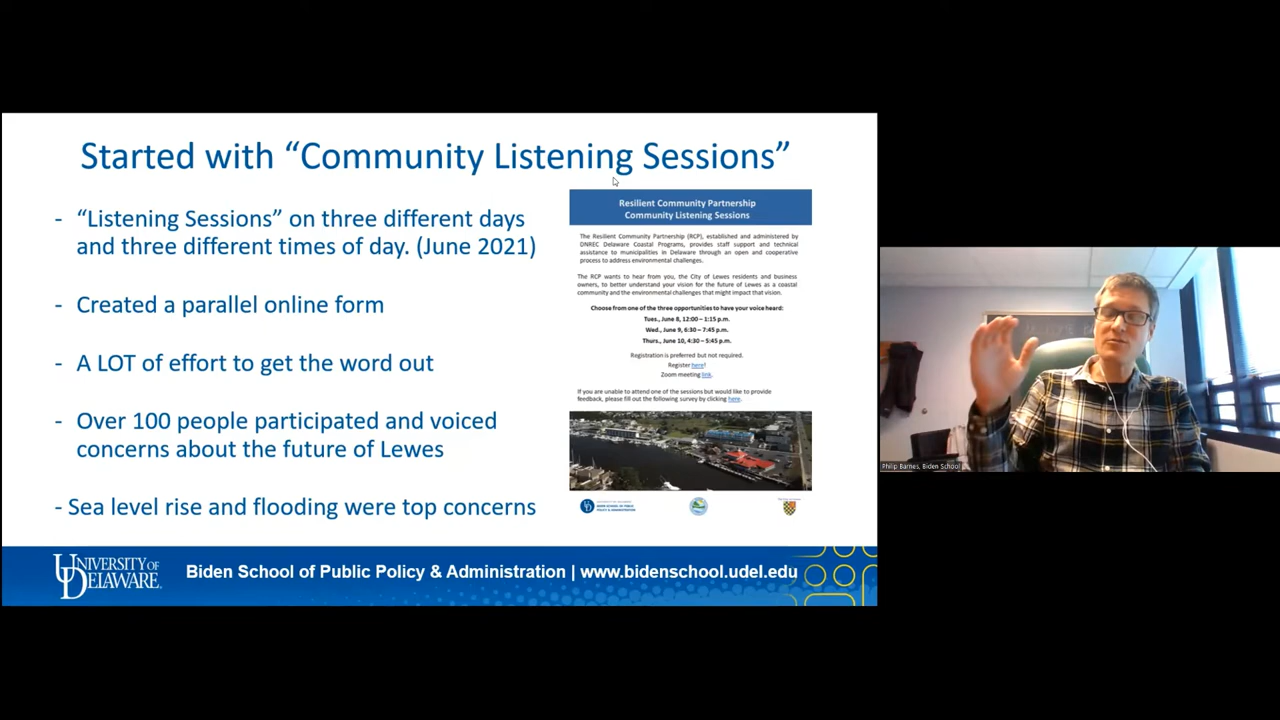 Started with “Community Listening Sessions”
- “Listening Sessions” on three different days
and three different times of day. (June 2021)
- Created a parallel online form
- A LOT of effort to get the word out
- Over 100 people participated and voiced
concerns about the future of Lewes
- Sea level rise and flooding were top concerns
Resilient Community Partnership
Community Listening Sessions
The Resilient Community Partnership (RCP), established and administered by
DNREC Delaware Coastal Programs, provides staff support and technical
assistance to municipalities in Delaware through an open and cooperative
process to address environmental challenges.
The RCP wants to hear from you, the City of Lewes residents and business
owners, to better understand your vision for the future of Lewes as a coastal
community and the environmental challenges that might impact that vision.
Choose from one of the three opportunities to have your voice heard:
Tues., June 8, 12:00 – 1:15 p.m.
Wed., June 9, 6:30 – 7:45 p.m.
Thurs., June 10, 4:30 – 5:45 p.m.
Registration is preferred but not required.
Register here!
Zoom meeting link.
If you are unable to attend one of the sessions but would like to provide
feedback, please fill out the following survey by clicking here.
UNIVERSITY OF DELAWARE
BIDEN SCHOOL OF PUBLIC
POLICY & ADMINISTRATION
UNIVERSITY OF
DELAWARE.
Biden School of Public Policy & Administration | www.bidenschool.udel.edu
Philip Barnes, Biden School